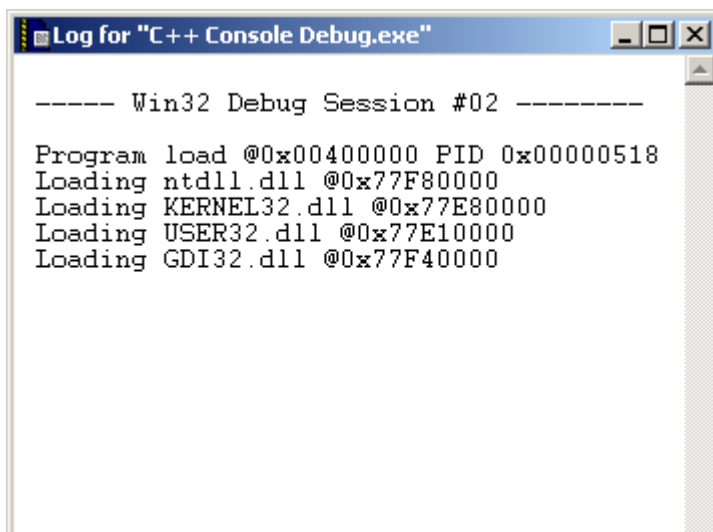 Log for "C++ Console Debug.exe"
----- Win32 Debug Session #02 --------
Program load @0x00400000 PID 0x00000518
Loading ntdll.dll @0x77F80000
Loading KERNEL32.dll @0x77E80000
Loading USER32.dll @0x77E10000
Loading GDI32.dll @0x77F40000